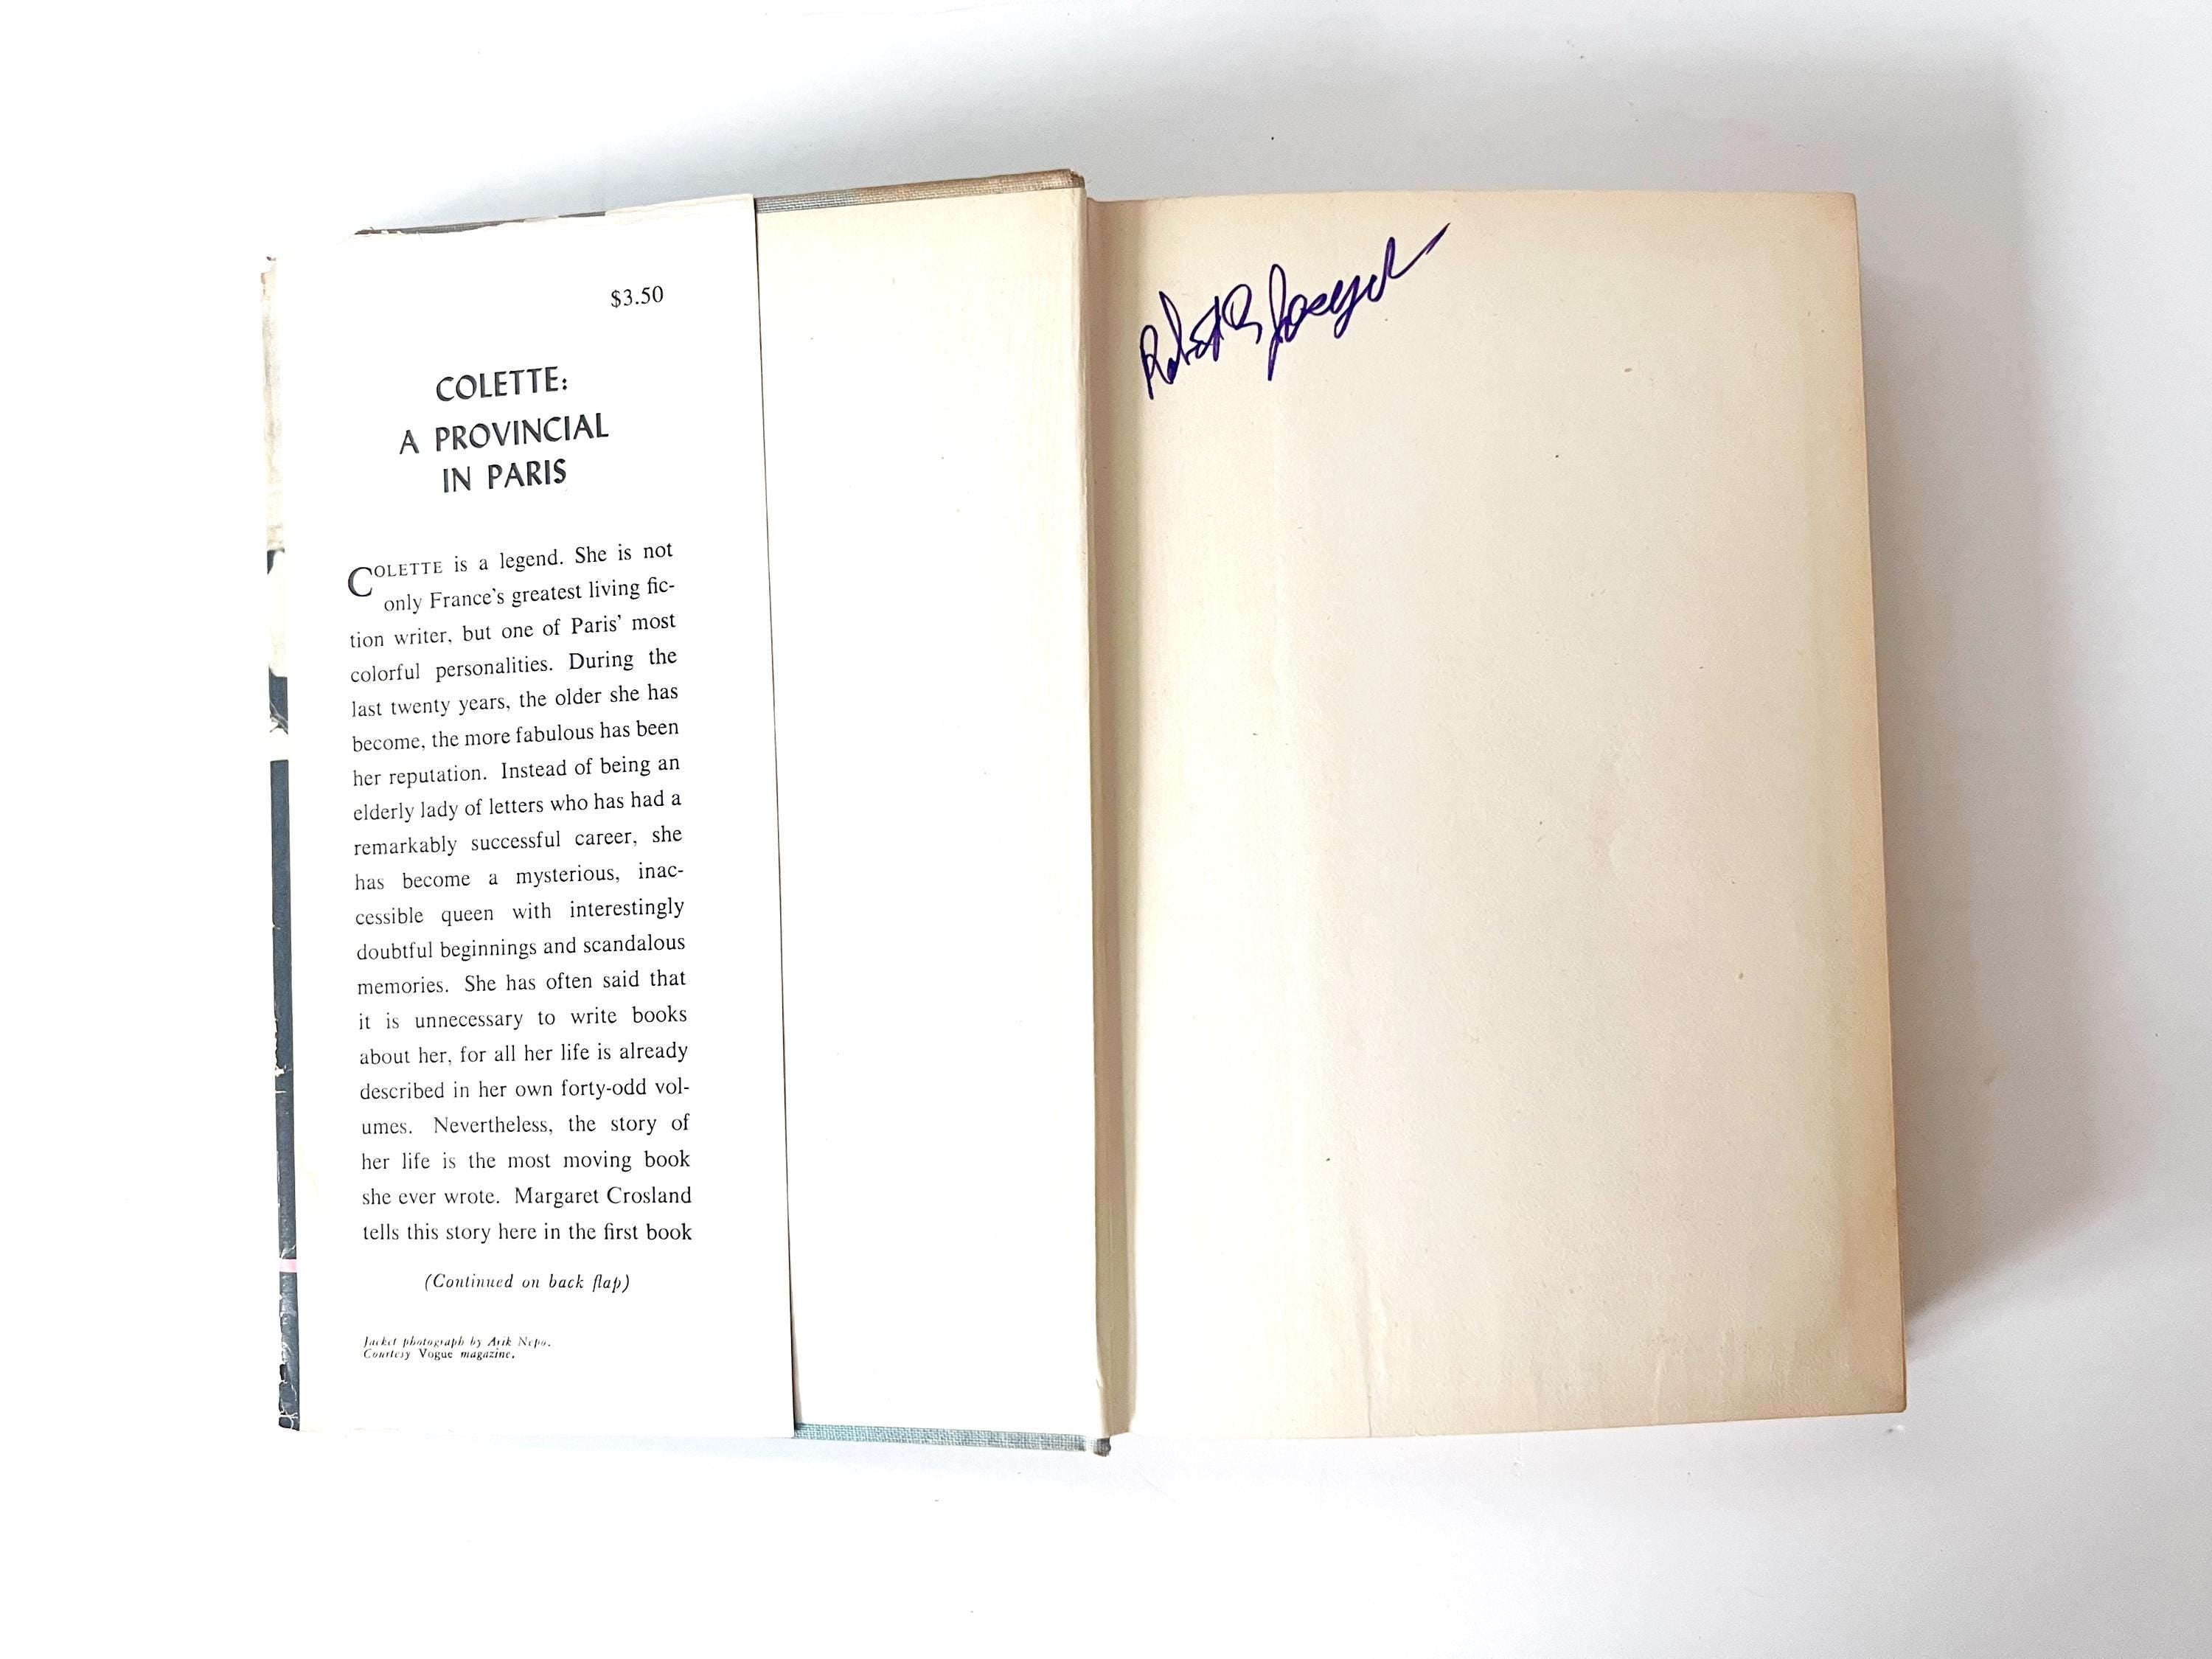 $3.50
COLETTE:
A PROVINCIAL
IN PARIS
COLETTE is a legend. She is not
only France's greatest living fic-
tion writer, but one of Paris' most
colorful personalities. During the
last twenty years, the older she has
become, the more fabulous has been
her reputation. Instead of being an
elderly lady of letters who has had a
remarkably successful career, she
has become a mysterious, inac-
cessible queen with interestingly
doubtful beginnings and scandalous
memories. She has often said that
it is unnecessary to write books
about her, for all her life is already
described in her own forty-odd vol-
umes. Nevertheless, the story of
her life is the most moving book
she ever wrote. Margaret Crosland
tells this story here in the first book
(Continued on back flap)
Jacket photograph by Arik Nepo.
Courtesy Vogue magazine.
Robert B